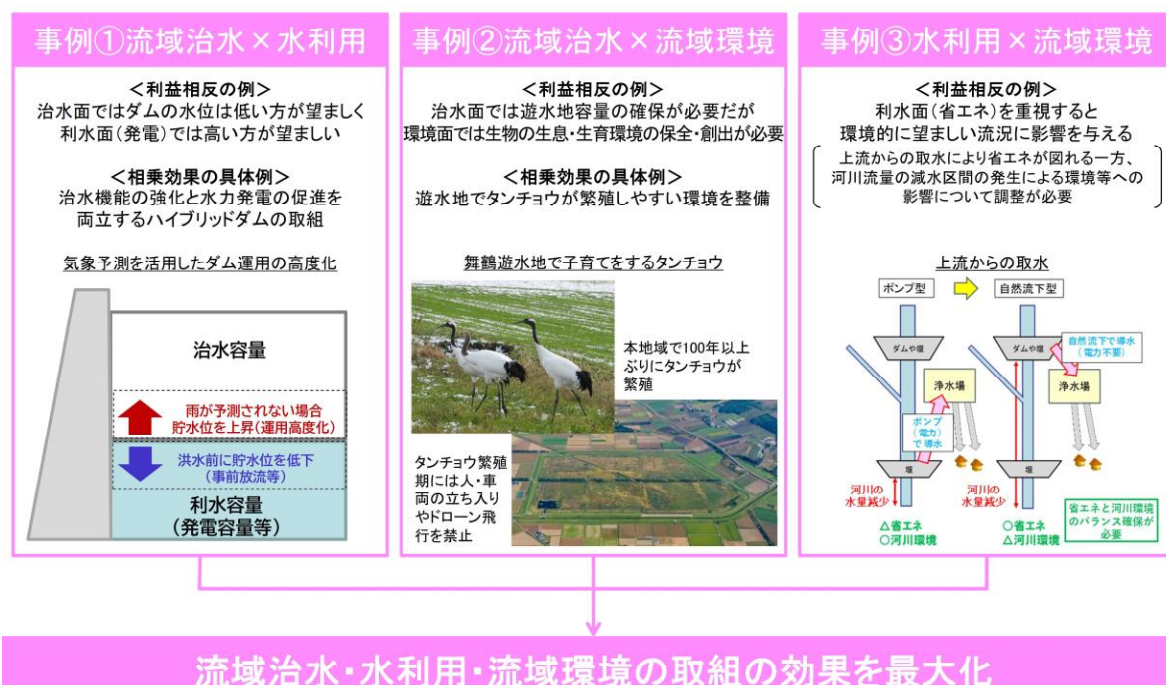 事例①流域治水×水利用
＜利益相反の例＞
治水面ではダムの水位は低い方が望ましく
利水面(発電)では高い方が望ましい
＜相乗効果の具体例＞
治水機能の強化と水力発電の促進を
両立するハイブリッドダムの取組
気象予測を活用したダム運用の高度化
治水容量
雨が予測されない場合
貯水位を上昇(運用高度化)
洪水前に貯水位を低下
(事前放流等)
利水容量
(発電容量等)
事例②流域治水×流域環境
＜利益相反の例＞
治水面では遊水地容量の確保が必要だが
環境面では生物の生息・生育環境の保全・創出が必要
＜相乗効果の具体例＞
遊水地でタンチョウが繁殖しやすい環境を整備
舞鶴遊水地で子育てをするタンチョウ
本地域で100年以上
ぶりにタンチョウが
繁殖
タンチョウ繁殖
期には人・車
両の立ち入り
やドローン飛
行を禁止
事例③水利用×流域環境
＜利益相反の例＞
利水面(省エネ)を重視すると
環境的に望ましい流況に影響を与える
上流からの取水により省エネが図れる一方、
河川流量の減水区間の発生による環境等への
影響について調整が必要
上流からの取水
ポンプ型
自然流下型
ダムや堰
浄水場
ポンプ
(電力)
で導水
堰
河川の
水量減少
△省エネ
○河川環境
ダムや堰
自然流下で導水
(電力不要)
浄水場
堰
河川の
水量減少
○省エネ
△河川環境
省エネと河川環境
のバランス確保が
必要
流域治水・水利用・流域環境の取組の効果を最大化